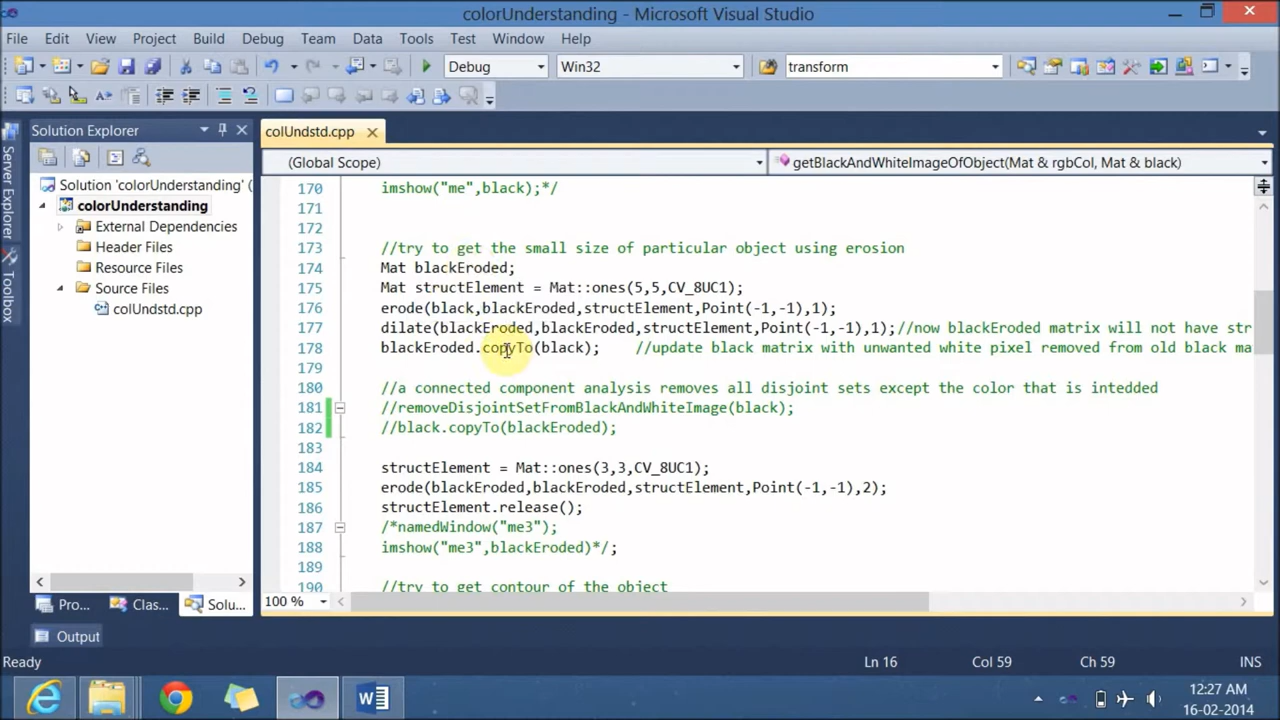 colorUnderstanding - Microsoft Visual Studio
File Edit View Project Build Debug Team Data Tools Test Window Help
Debug Win32 transform
Solution Explorer
Server Explorer
Toolbox
Solution 'colorUnderstanding' (
colorUnderstanding
External Dependencies
Header Files
Resource Files
Source Files
colUndstd.cpp
Pro... Clas... Solu...
colUndstd.cpp
(Global Scope) getBlackAndWhiteImageOfObject(Mat & rgbCol, Mat & black)
170 imshow("me",black);*/
171
172
173 //try to get the small size of particular object using erosion
174 Mat blackEroded;
175 Mat structElement = Mat::ones(5,5,CV_8UC1);
176 erode(black,blackEroded,structElement,Point(-1,-1),1);
177 dilate(blackEroded,blackEroded,structElement,Point(-1,-1),1);//now blackEroded matrix will not have str
178 blackEroded.copyTo(black); //update black matrix with unwanted white pixel removed from old black ma
179
180 //a connected component analysis removes all disjoint sets except the color that is intedded
181 //removeDisjointSetFromBlackAndWhiteImage(black);
182 //black.copyTo(blackEroded);
183
184 structElement = Mat::ones(3,3,CV_8UC1);
185 erode(blackEroded,blackEroded,structElement,Point(-1,-1),2);
186 structElement.release();
187 /*namedWindow("me3");
188 imshow("me3",blackEroded)*/;
189
190 //try to get contour of the object
100 %
Output
Ready Ln 16 Col 59 Ch 59 INS
12:27 AM
16-02-2014